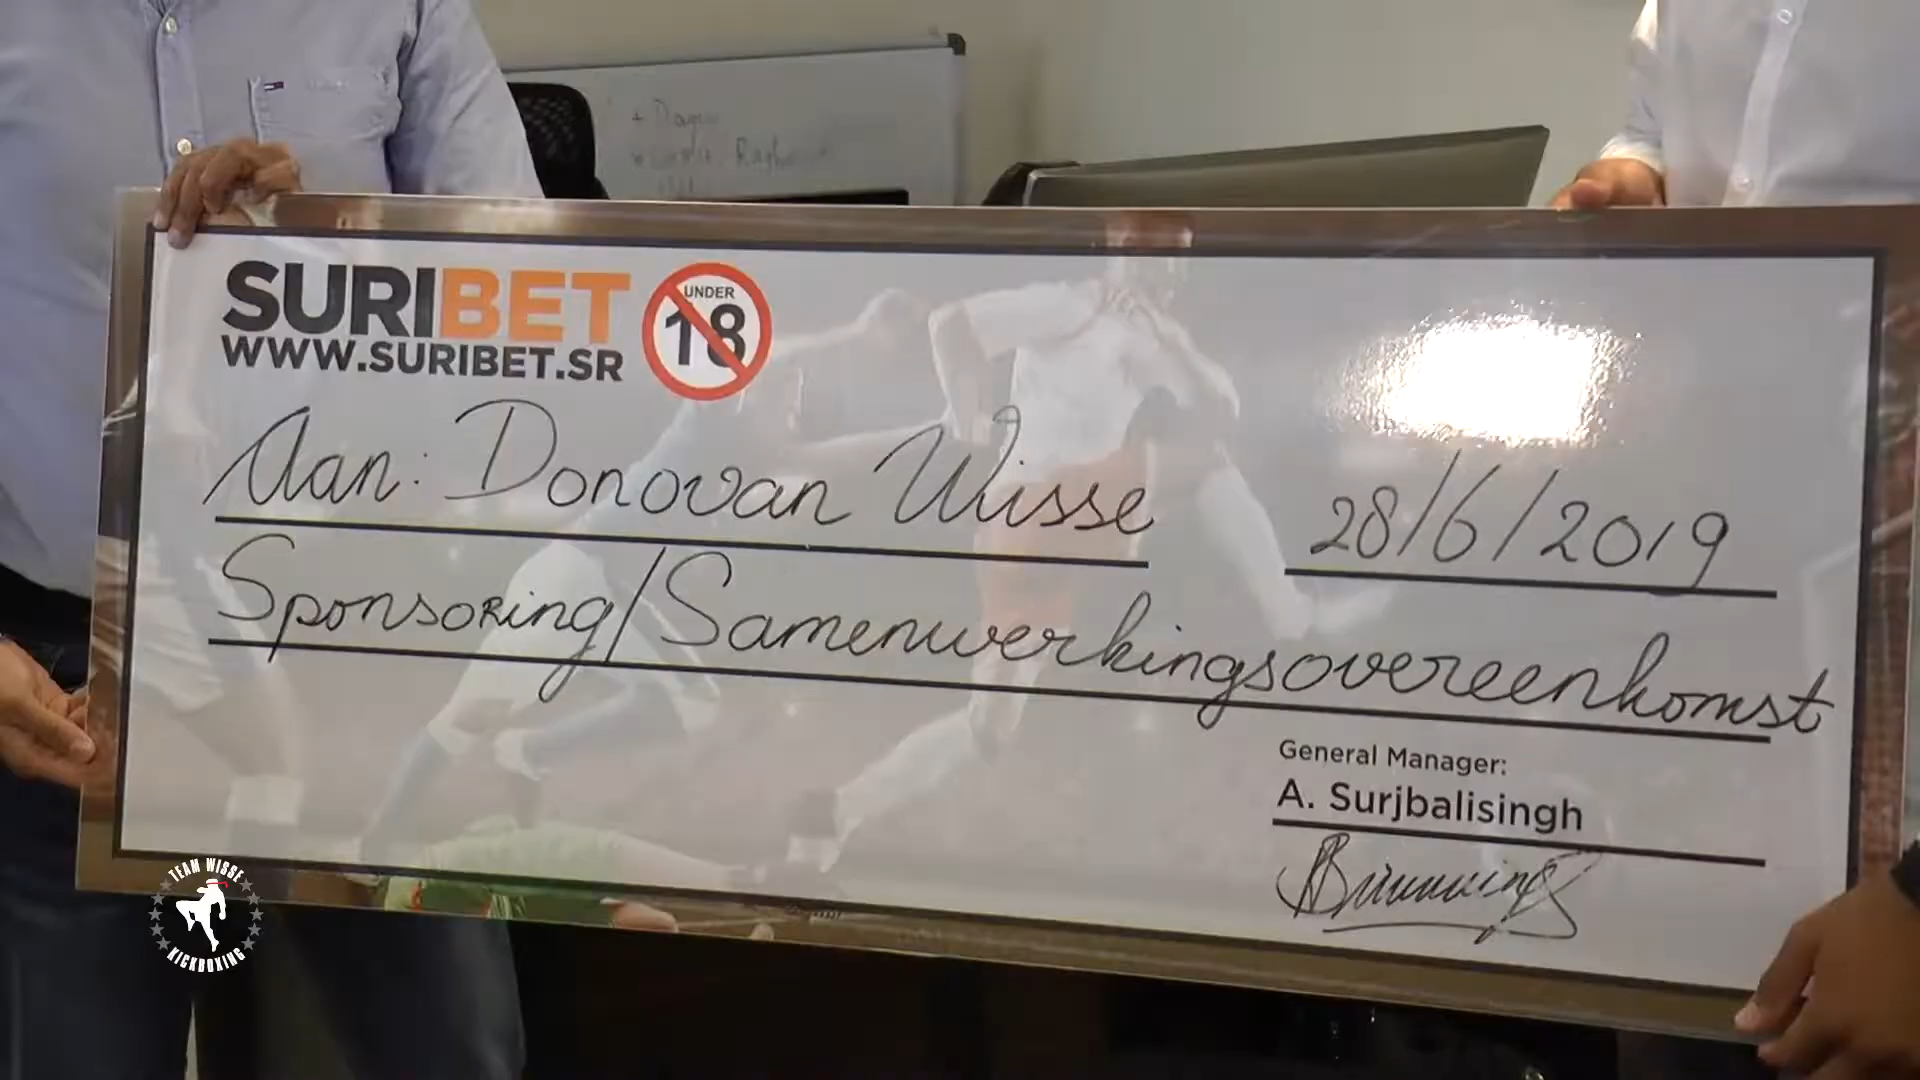 + Dagu
SURIBET
WWW.SURIBET.SR
UNDER
18
Aan: Donovan Wisse
28/6/2019
Sponsoring/Samenwerkingsovereenkomst
General Manager:
A. Surjbalisingh
TEAM WISSE
KICKBOXING